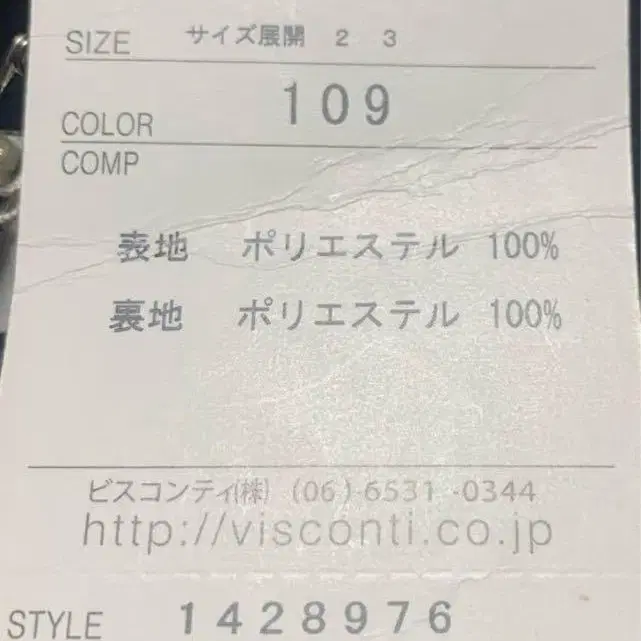 SIZE サイズ展開 2 3
COLOR 109
COMP
表地 ポリエステル 100%
裏地 ポリエステル 100%
ビスコンティ(株) (06)6531-0344
http://visconti.co.jp
STYLE 1428976